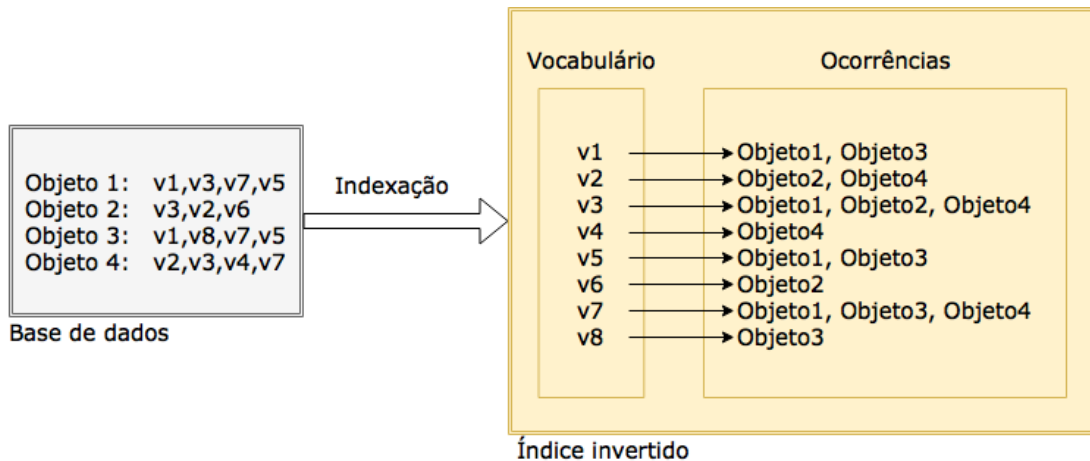 Vocabulário Ocorrências
Objeto 1: v1,v3,v7,v5
Objeto 2: v3,v2,v6
Objeto 3: v1,v8,v7,v5
Objeto 4: v2,v3,v4,v7
Base de dados
Indexação
v1 Objeto1, Objeto3
v2 Objeto2, Objeto4
v3 Objeto1, Objeto2, Objeto4
v4 Objeto4
v5 Objeto1, Objeto3
v6 Objeto2
v7 Objeto1, Objeto3, Objeto4
v8 Objeto3
Índice invertido